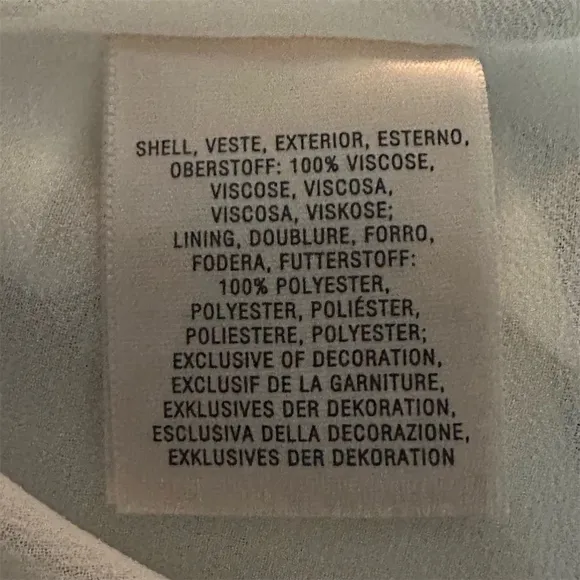 SHELL, VESTE, EXTERIOR, ESTERNO,
OBERSTOFF: 100% VISCOSE,
VISCOSE, VISCOSA,
VISCOSA, VISKOSE;
LINING, DOUBLURE, FORRO,
FODERA, FUTTERSTOFF:
100% POLYESTER,
POLYESTER, POLIÉSTER,
POLIESTERE, POLYESTER;
EXCLUSIVE OF DECORATION,
EXCLUSIF DE LA GARNITURE,
EXKLUSIVES DER DEKORATION,
ESCLUSIVA DELLA DECORAZIONE,
EXKLUSIVES DER DEKORATION